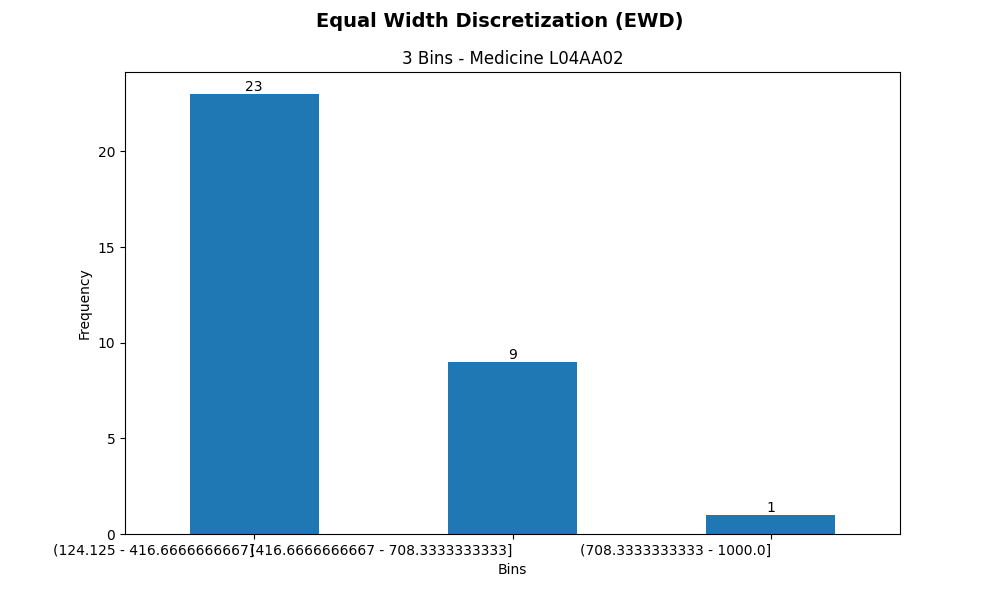 Equal Width Discretization (EWD)
3 Bins - Medicine L04AA02
23
20
15
10
9
5
1
0
Frequency
(124.125 - 416.6666666667]
(416.6666666667 - 708.3333333333]
(708.3333333333 - 1000.0]
Bins